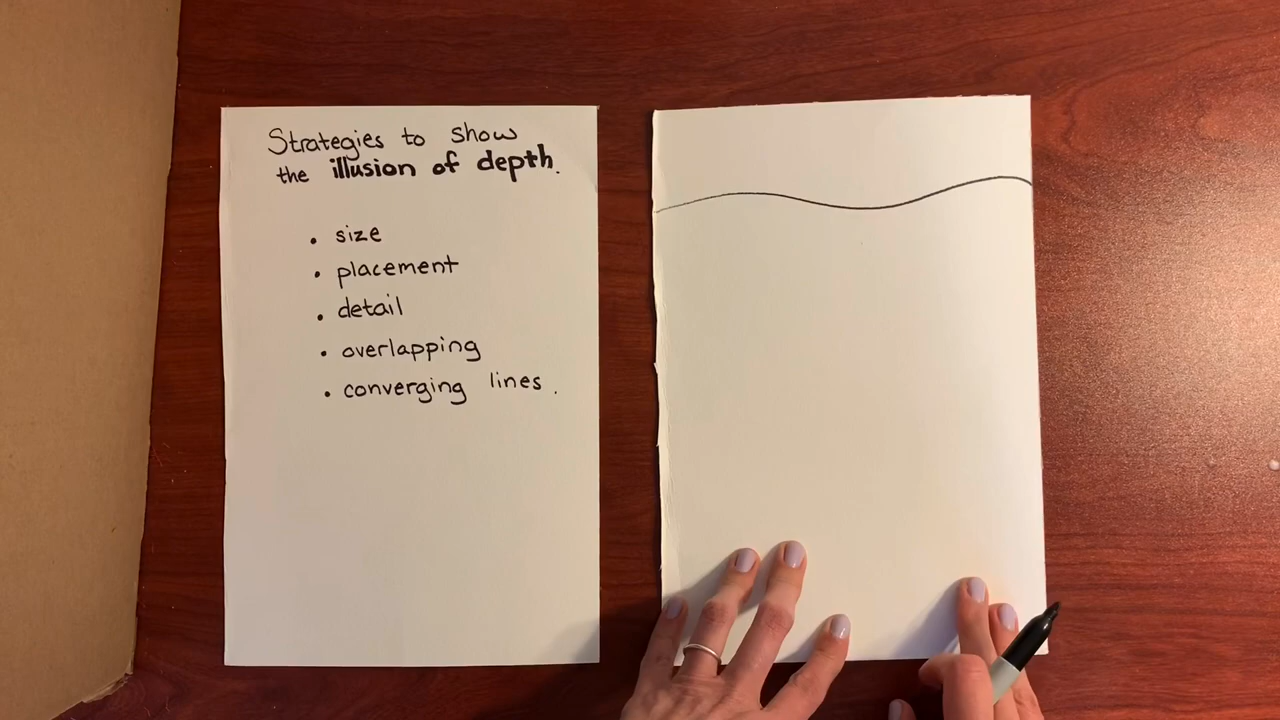 Strategies to show
the illusion of depth.
• size
• placement
• detail
• overlapping
• converging lines.